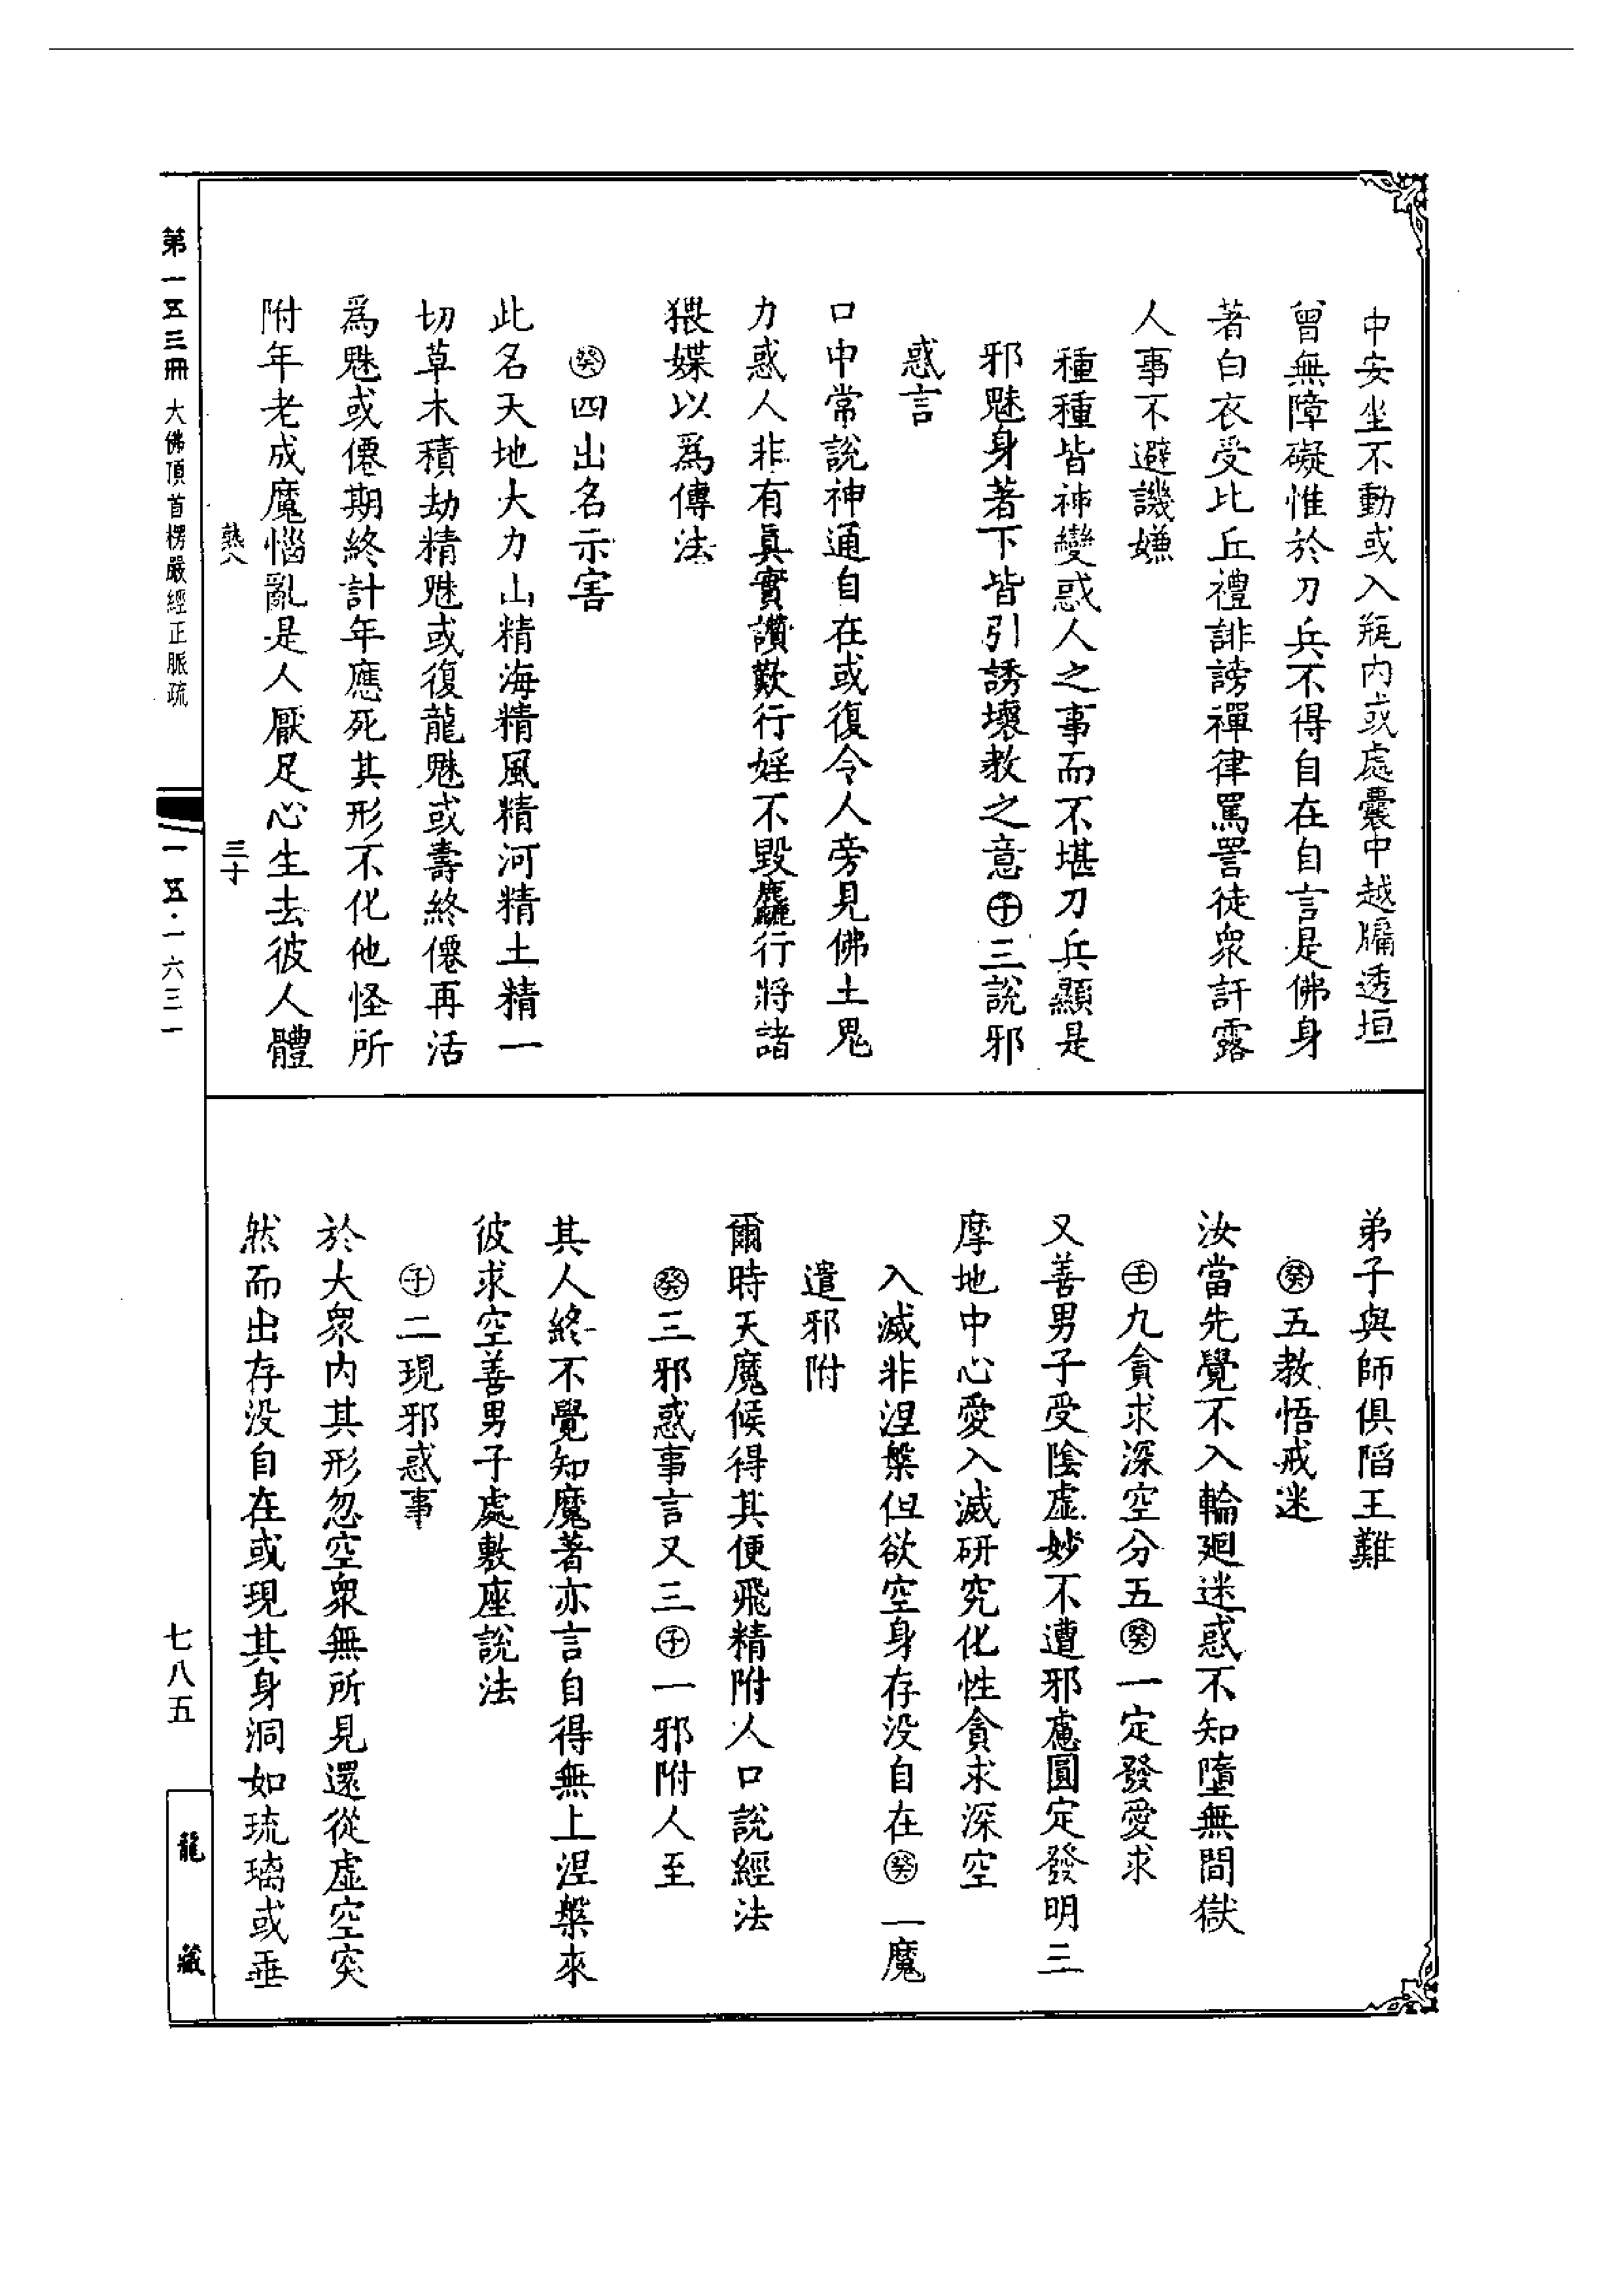 中安坐不動或入瓶内或處囊中越牖透垣
曾無障礙惟於刀兵不得自在自言是佛身
著白衣受比丘禮誹謗禪律罵詈徒衆訐露
人事不避譏嫌
種種皆神變惑人之事而不堪刀兵顯是
邪魅身著下皆引誘壞教之意㊛三說邪
惑言
口中常說神通自在或復令人旁見佛土鬼
力惑人非有眞實讚歎行婬不毀麤行將諸
猥媟以爲傳法
癸四出名示害
此名天地大力山精海精風精河精土精一
切草木積劫精魅或復龍魅或壽終僊再活
爲魅或僊期終計年應死其形不化他怪所
附年老成魔惱亂是人厭足心生去彼人體
弟子與師俱䧟王難
癸五教悟戒迷
汝當先覺不入輪廻迷惑不知墮無間獄
壬九貪求深空分五癸一定發愛求
又善男子受陰虛妙不遭邪慮圓定發明三
摩地中心愛入滅研究化性貪求深空
入滅非涅槃但欲空身存没自在癸二魔
遣邪附
爾時天魔候得其便飛精附人口說經法
癸三邪惑事言又三子一邪附人至
其人終不覺知魔著亦言自得無上涅槃來
彼求空善男子處敷座說法
子二現邪惑事
於大衆内其形忽空衆無所見還從虛空突
然而出存没自在或現其身洞如琉璃或垂
第一五三冊 大佛頂首楞嚴經正脈疏
一五·一六三一
七八五
龍藏